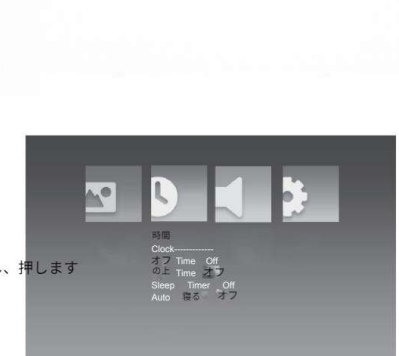 、押します
時間
Clock-------------
オフ Time Off
の上 Time オフ
Sleep Timer Off
Auto 寝る オフ